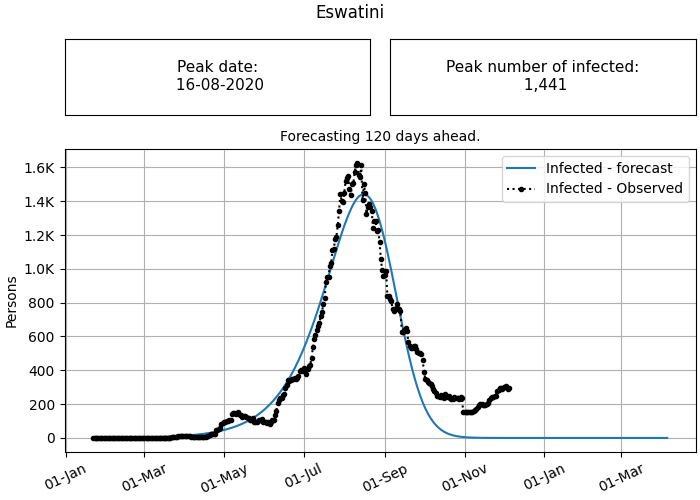 Eswatini
Peak date:
16-08-2020
Peak number of infected:
1,441
Forecasting 120 days ahead.
Infected - forecast
Infected - Observed
1.6K
1.4K
1.2K
1.0K
800
600
400
200
0
Persons
01-Jan
01-Mar
01-May
01-Jul
01-Sep
01-Nov
01-Jan
01-Mar